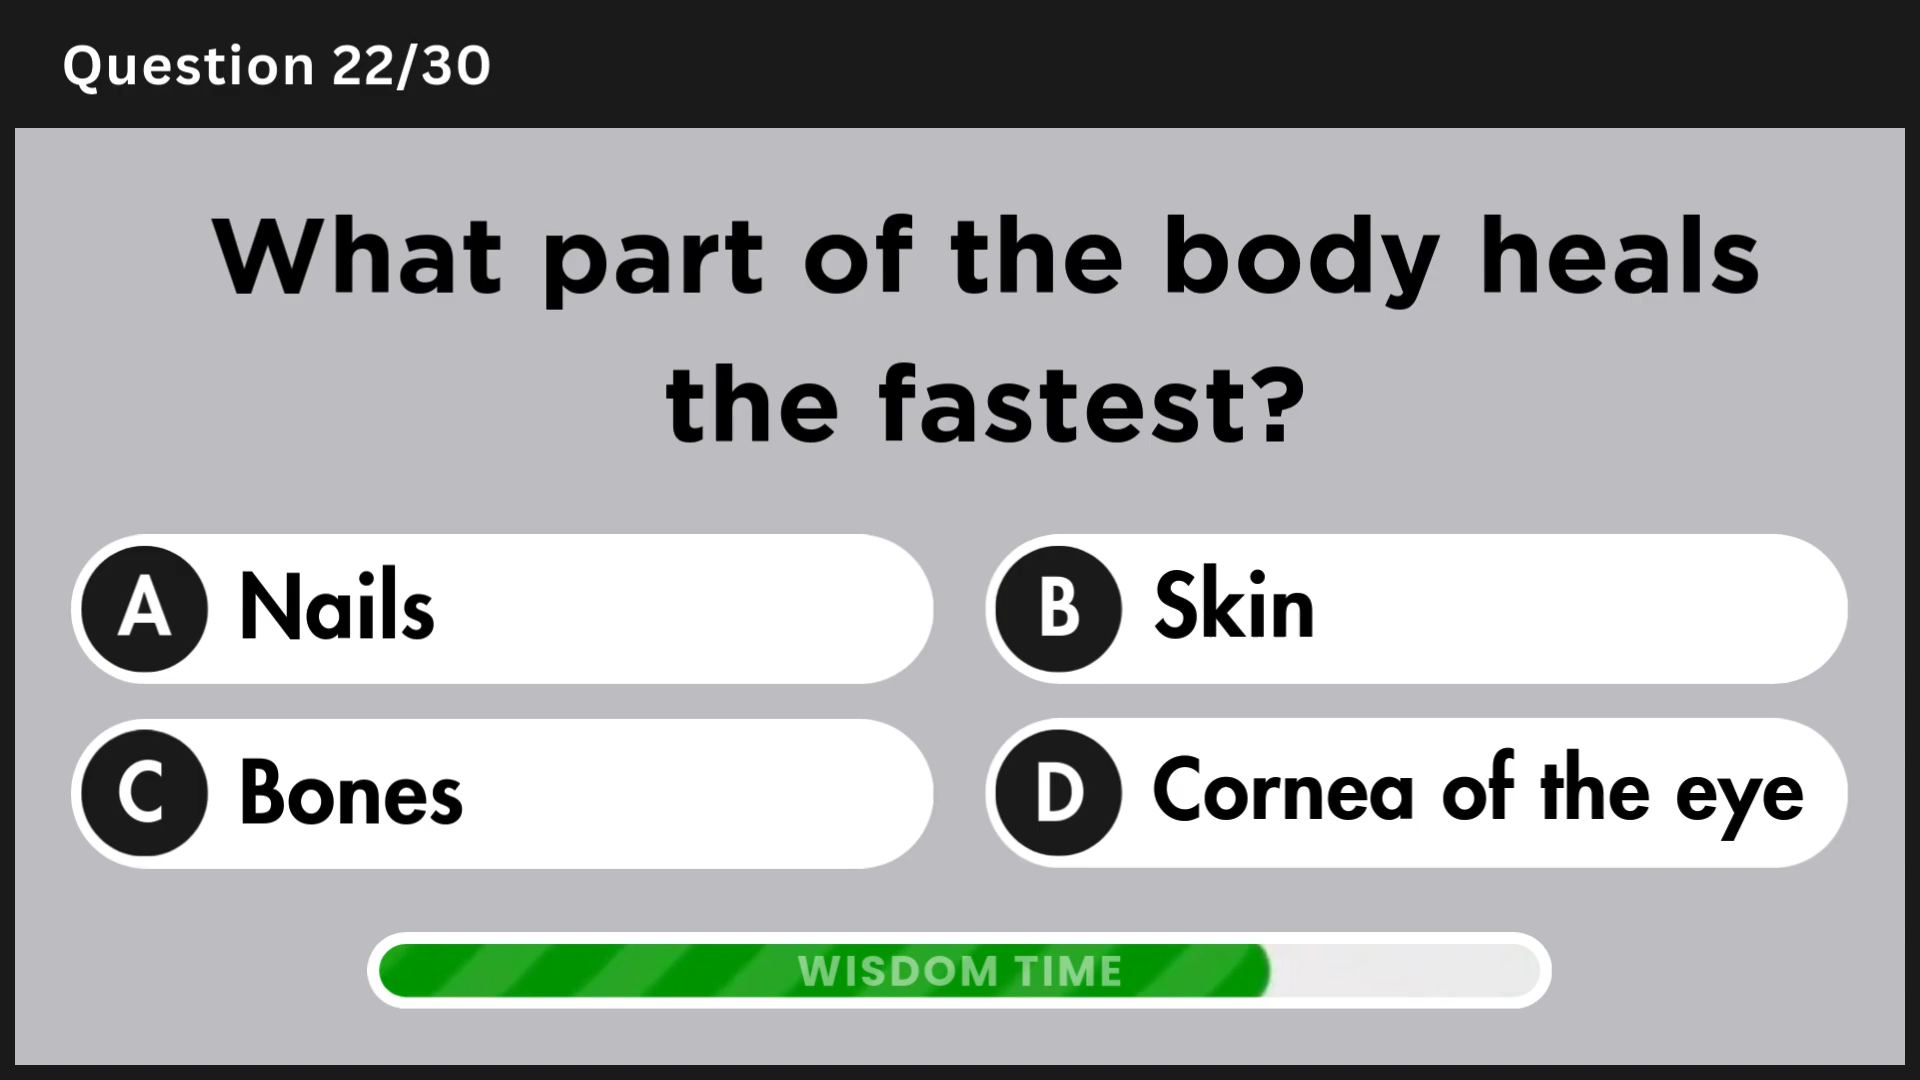 Question 22/30
What part of the body heals
the fastest?
A Nails
B Skin
C Bones
D Cornea of the eye
WISDOM TIME